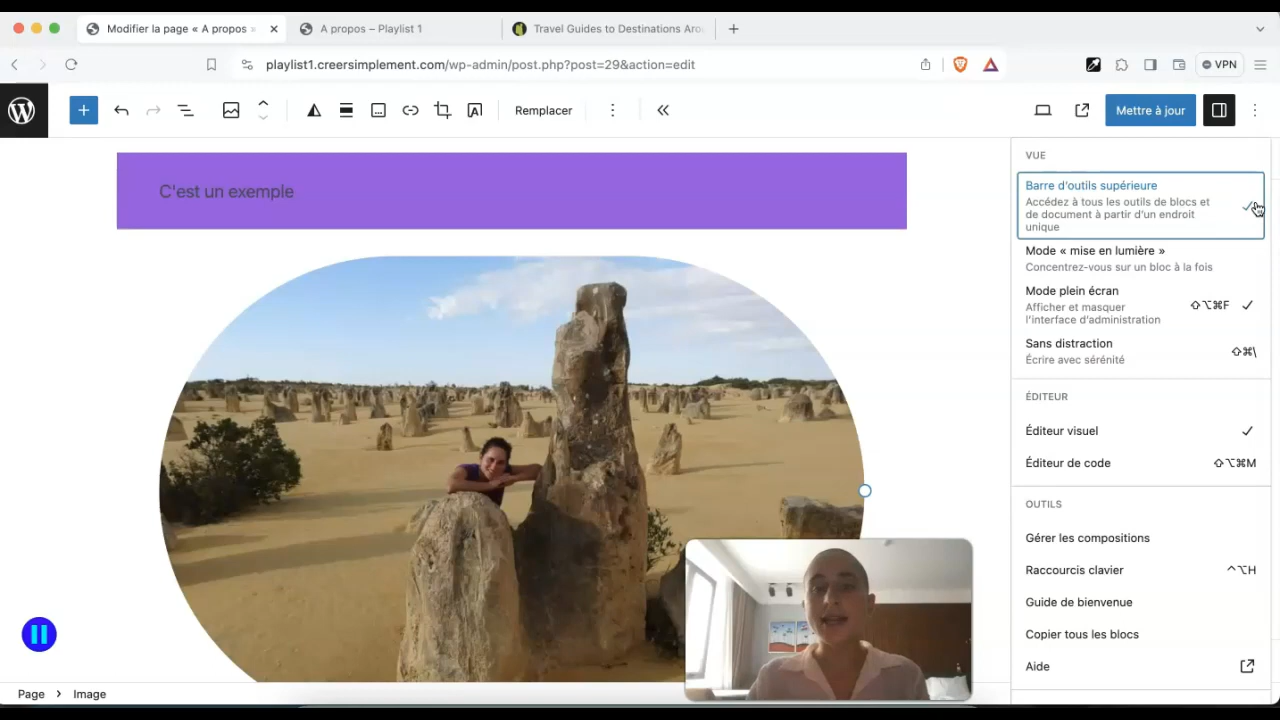 Modifier la page « A propos »
A propos – Playlist 1
Travel Guides to Destinations Aro
playlist1.creersimplement.com/wp-admin/post.php?post=29&action=edit
VPN
Remplacer
Mettre à jour
C'est un exemple
VUE
Barre d'outils supérieure
Accédez à tous les outils de blocs et
de document à partir d'un endroit
unique
Mode « mise en lumière »
Concentrez-vous sur un bloc à la fois
Mode plein écran
Afficher et masquer
l'interface d'administration
⇧⌥⌘F
Sans distraction
Écrire avec sérénité
⇧⌘\
ÉDITEUR
Éditeur visuel
Éditeur de code
⇧⌥⌘M
OUTILS
Gérer les compositions
Raccourcis clavier
^⌥H
Guide de bienvenue
Copier tous les blocs
Aide
Page > Image